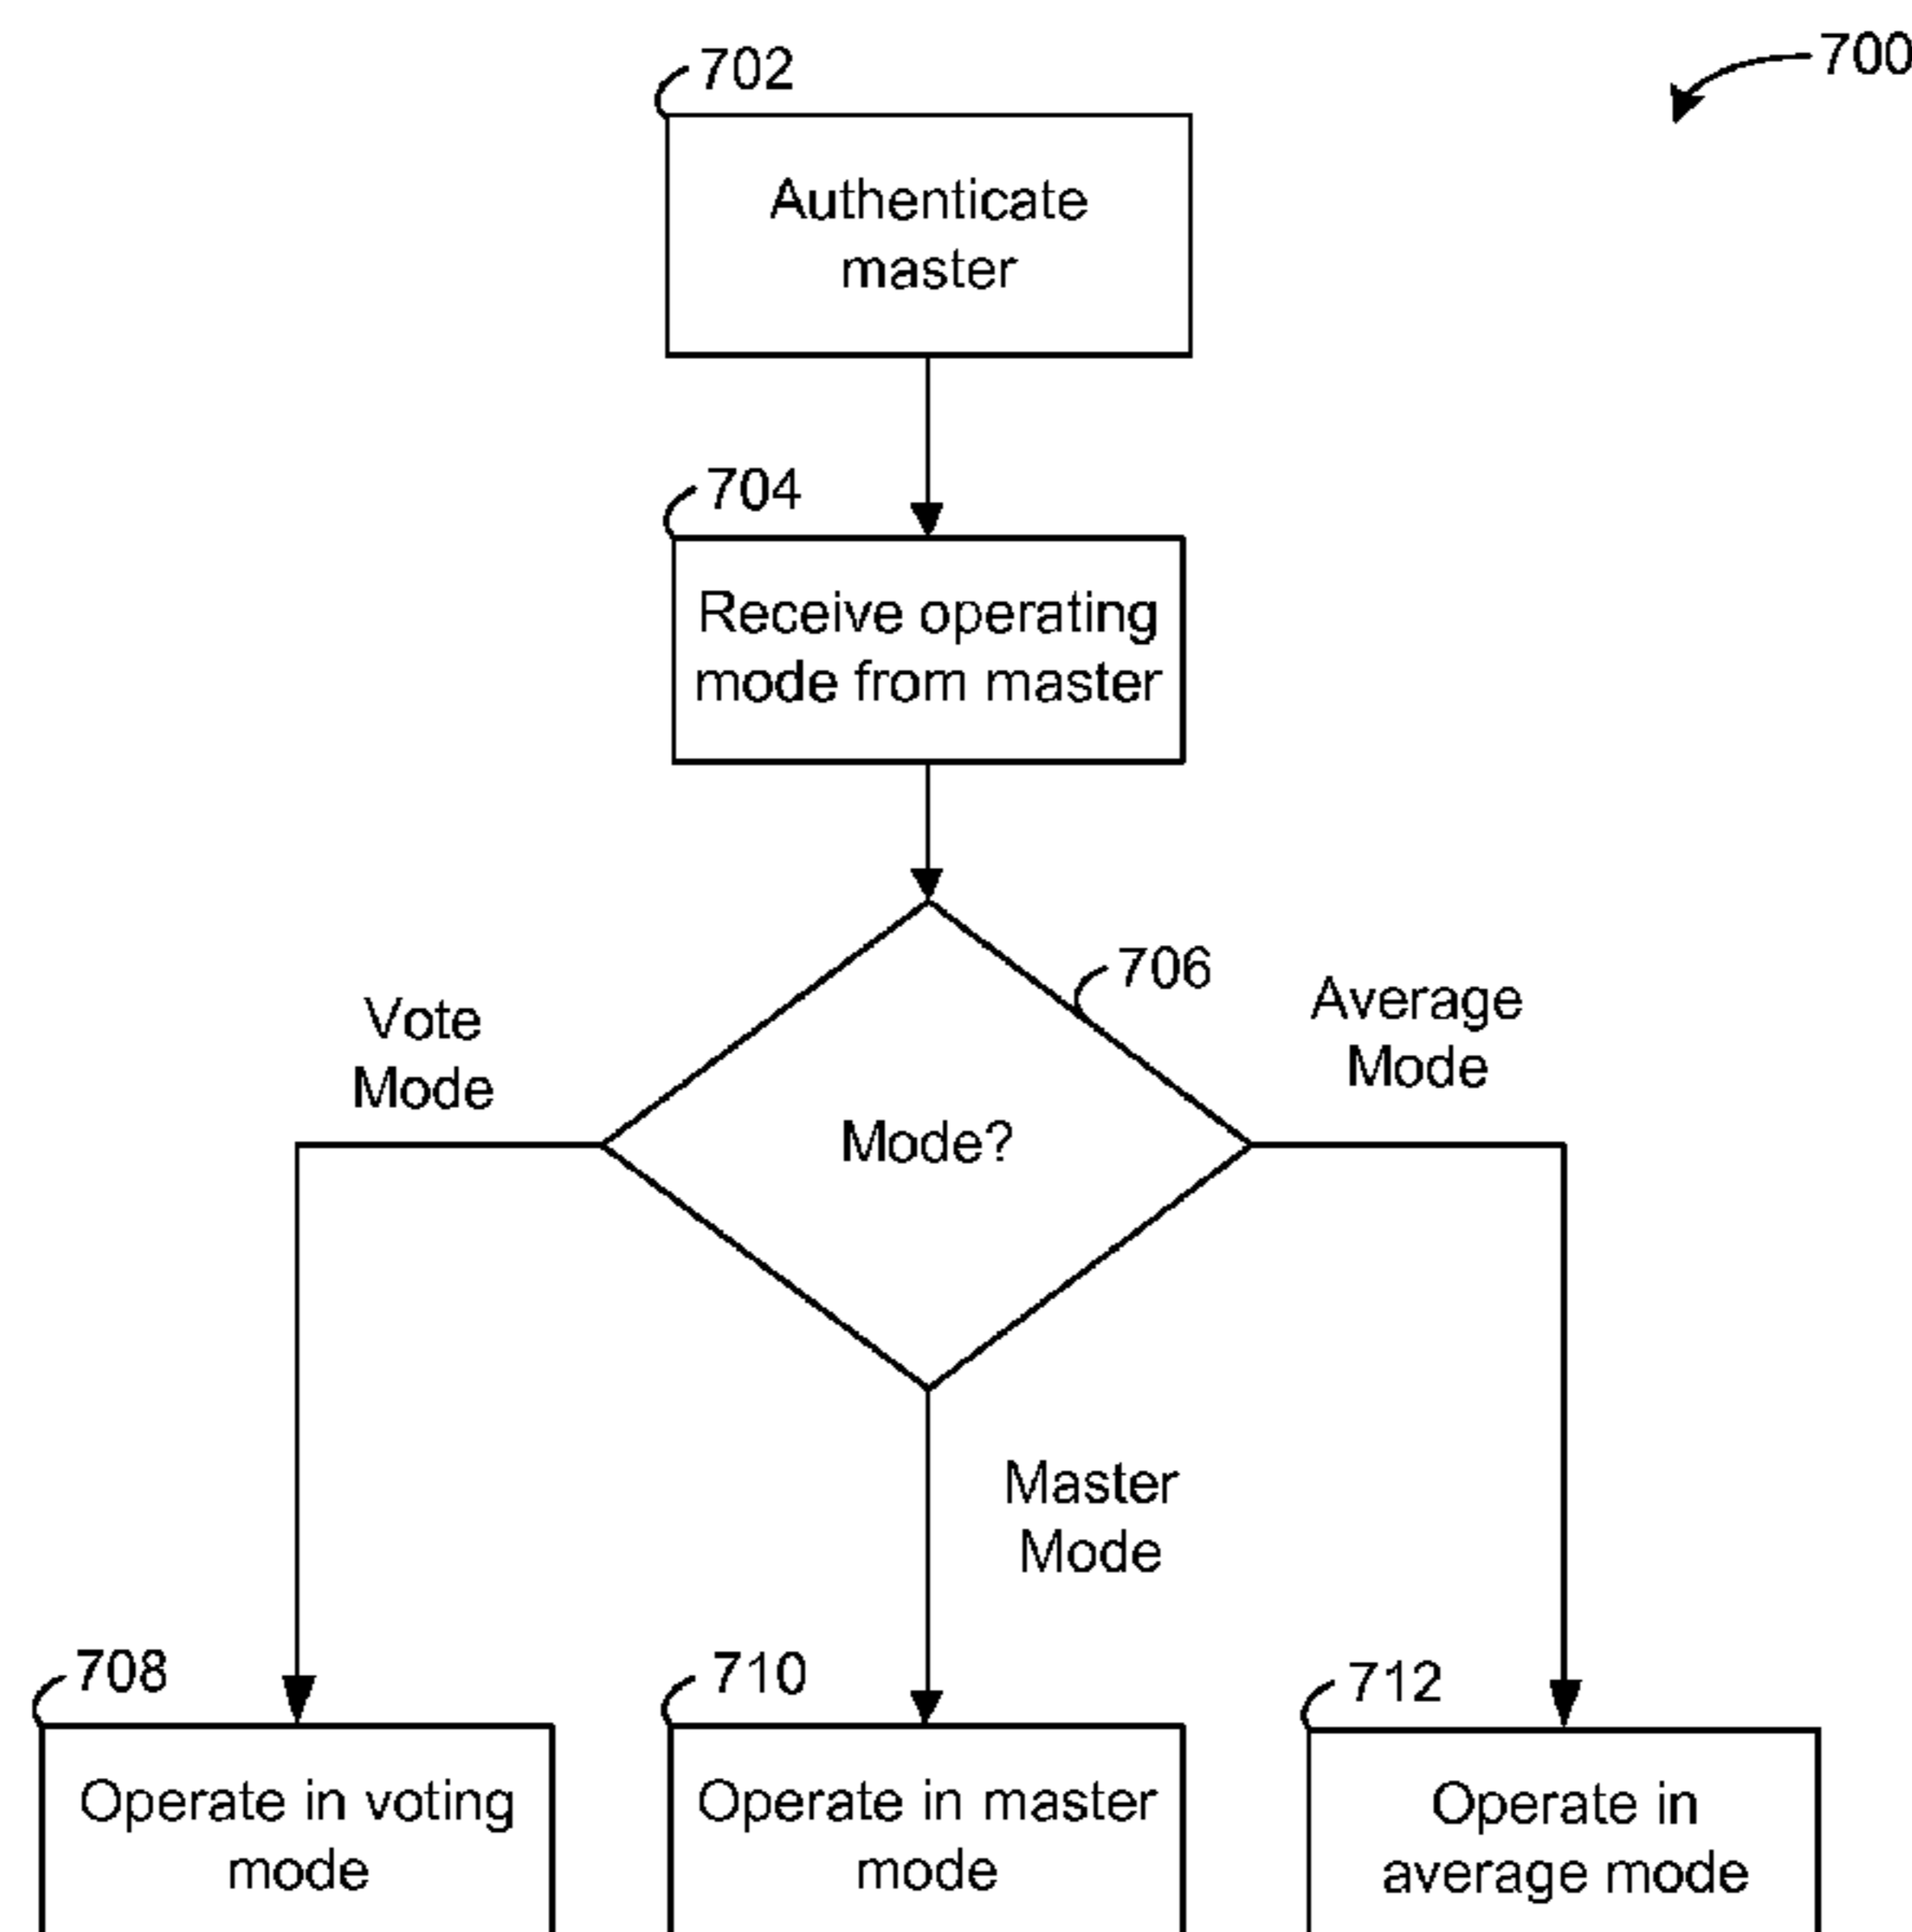 700
702
Authenticate
master
704
Receive operating
mode from master
706
Vote
Mode
Mode?
Average
Mode
Master
Mode
708
Operate in voting
mode
710
Operate in master
mode
712
Operate in
average mode